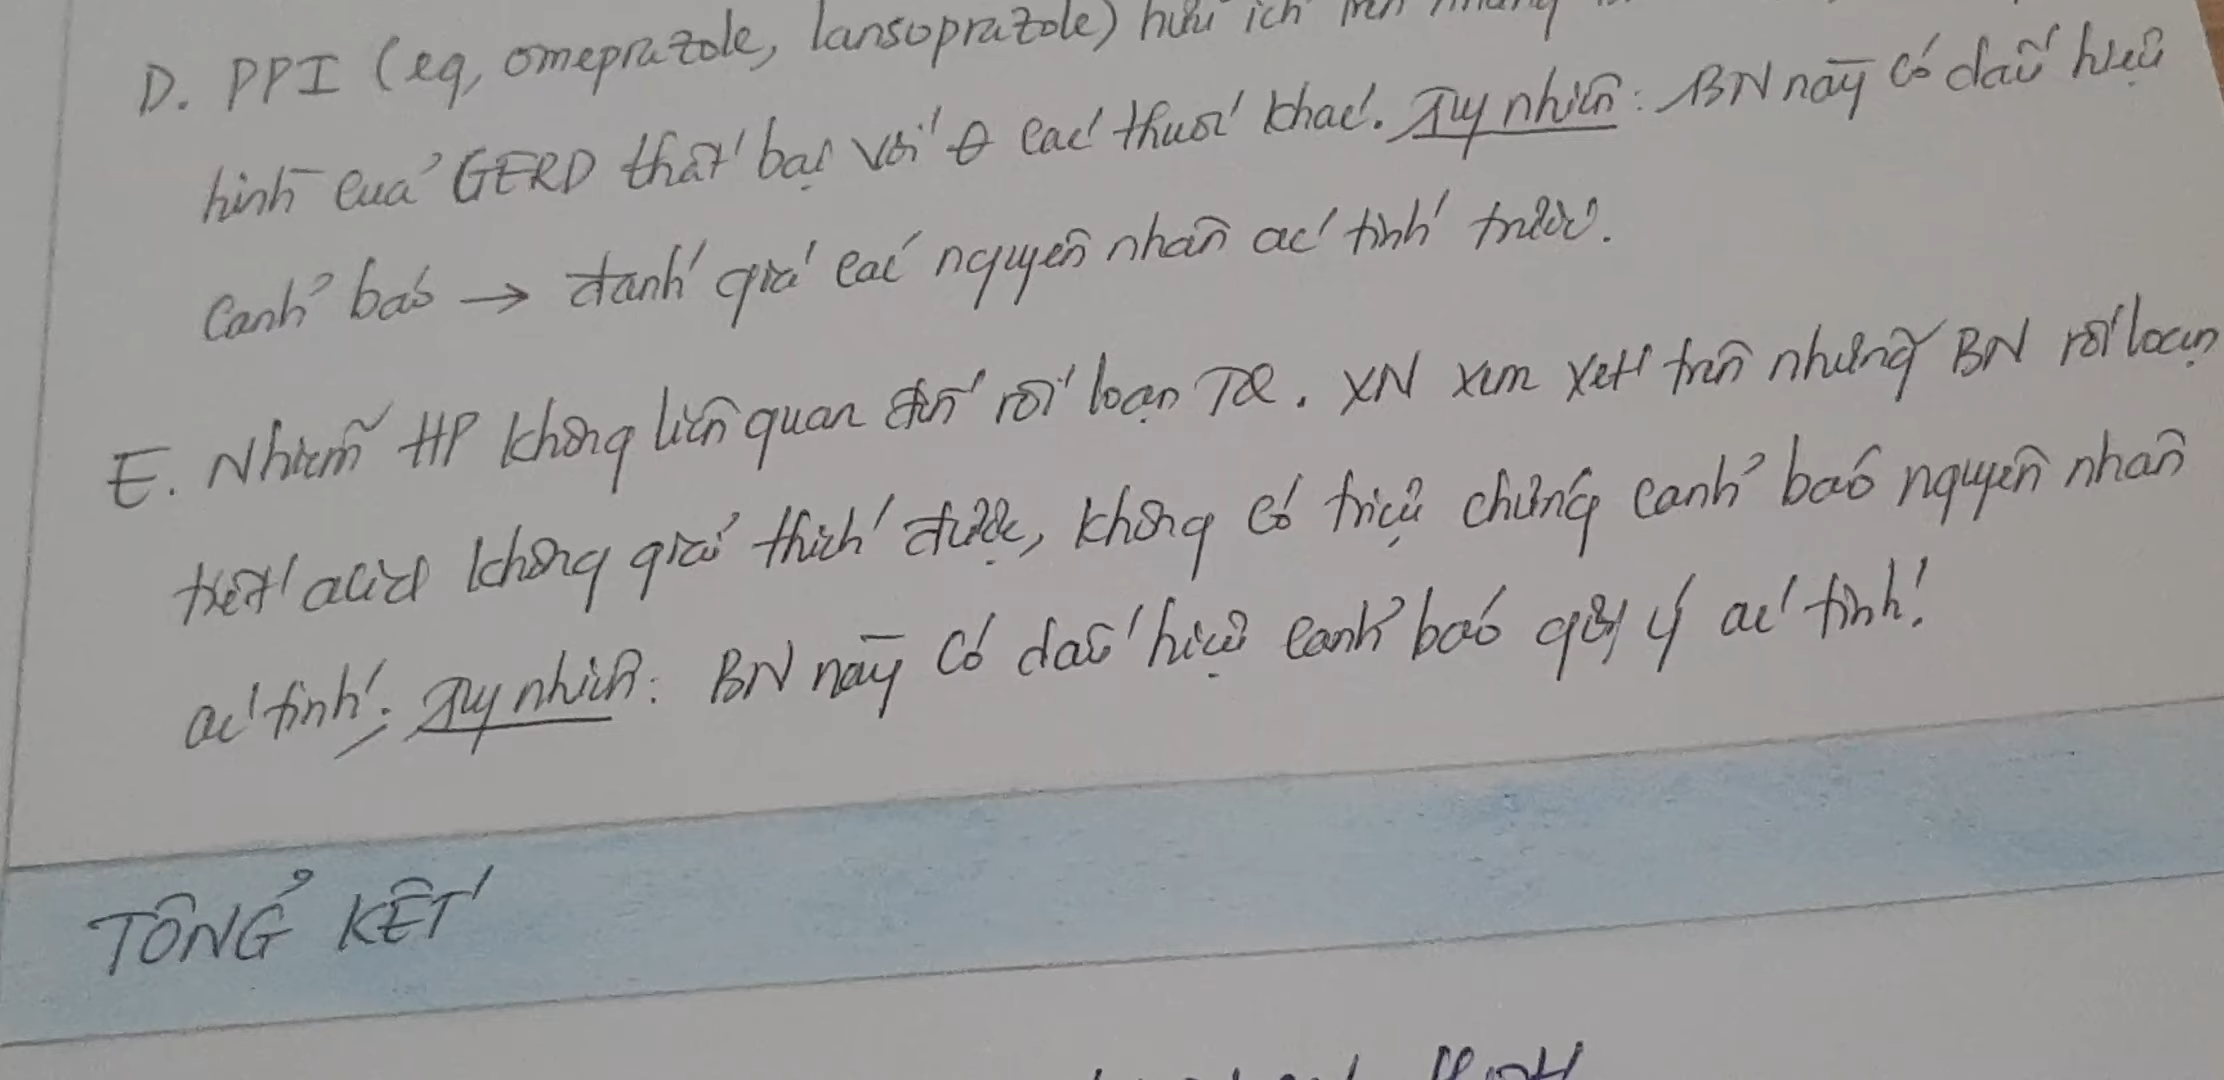 D. PPI (eg, omeprazole, lansoprazole) hữu ích trên những
hình của GERD thất bại với θ các thuốc khác. Tuy nhiên: BN này có dấu hiệu
cảnh báo → đánh giá các nguyên nhân ác tính trước.
E. Nhiễm HP không liên quan đến rối loạn TQ. XN xem xét trên những BN rối loạn
tiết acid không giải thích được, không có triệu chứng cảnh báo nguyên nhân
ác tính. Tuy nhiên: BN này có dấu hiệu cảnh báo gợi ý ác tính!
TỔNG KẾT